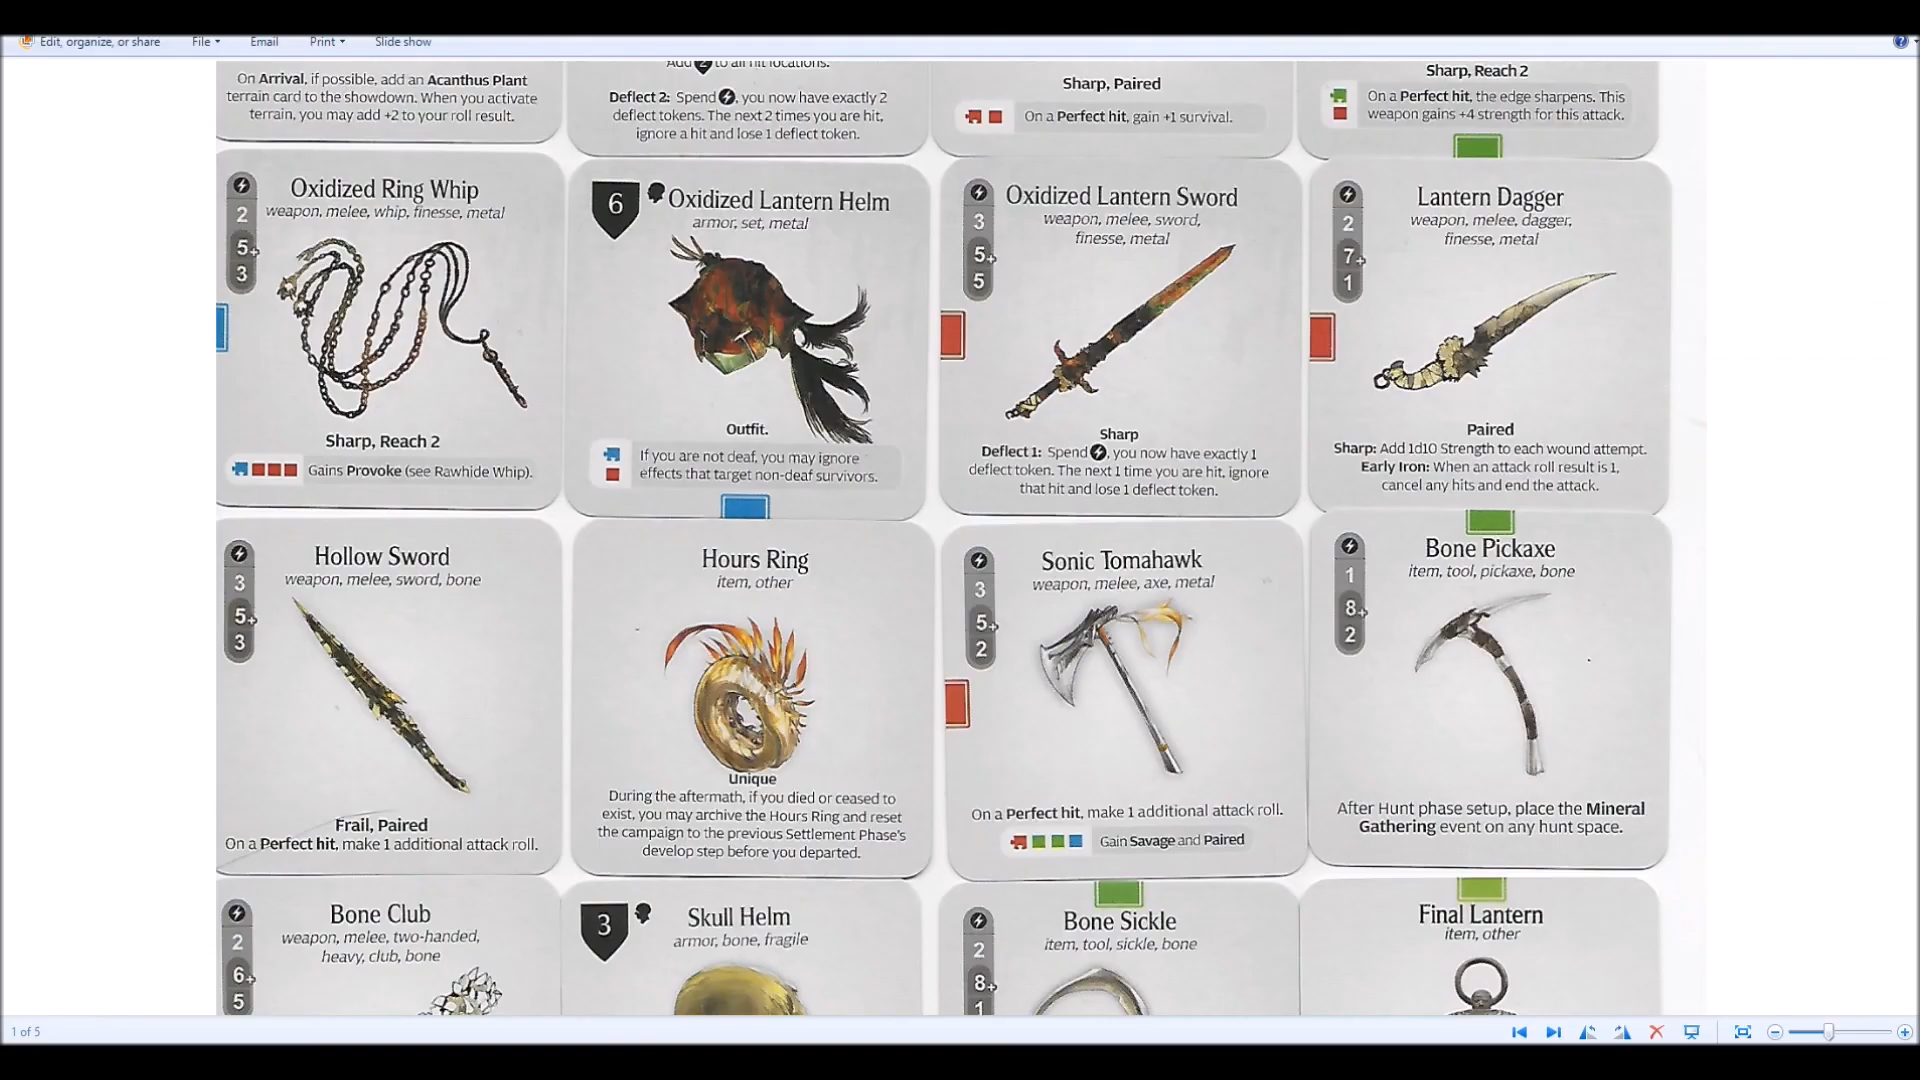 Edit, organize, or share File Email Print Slide show
On Arrival, if possible, add an Acanthus Plant
terrain card to the showdown. When you activate
terrain, you may add +2 to your roll result.
Add 2 to all hit locations.
Deflect 2: Spend , you now have exactly 2
deflect tokens. The next 2 times you are hit,
ignore a hit and lose 1 deflect token.
Sharp, Paired
On a Perfect hit, gain +1 survival.
Sharp, Reach 2
On a Perfect hit, the edge sharpens. This
weapon gains +4 strength for this attack.
Oxidized Ring Whip
weapon, melee, whip, finesse, metal
2
5+
3
Sharp, Reach 2
Gains Provoke (see Rawhide Whip).
6
Oxidized Lantern Helm
armor, set, metal
Outfit.
If you are not deaf, you may ignore
effects that target non-deaf survivors.
Oxidized Lantern Sword
weapon, melee, sword,
finesse, metal
3
5+
5
Sharp
Deflect 1: Spend , you now have exactly 1
deflect token. The next 1 time you are hit, ignore
that hit and lose 1 deflect token.
Lantern Dagger
weapon, melee, dagger,
finesse, metal
2
7+
1
Paired
Sharp: Add 1d10 Strength to each wound attempt.
Early Iron: When an attack roll result is 1,
cancel any hits and end the attack.
Hollow Sword
weapon, melee, sword, bone
3
5+
3
Frail, Paired
On a Perfect hit, make 1 additional attack roll.
Hours Ring
item, other
Unique
During the aftermath, if you died or ceased to
exist, you may archive the Hours Ring and reset
the campaign to the previous Settlement Phase's
develop step before you departed.
Sonic Tomahawk
weapon, melee, axe, metal
3
5+
2
On a Perfect hit, make 1 additional attack roll.
Gain Savage and Paired
Bone Pickaxe
item, tool, pickaxe, bone
1
8+
2
After Hunt phase setup, place the Mineral
Gathering event on any hunt space.
Bone Club
weapon, melee, two-handed,
heavy, club, bone
2
6+
5
3
Skull Helm
armor, bone, fragile
Bone Sickle
item, tool, sickle, bone
2
8+
1
Final Lantern
item, other
1 of 5